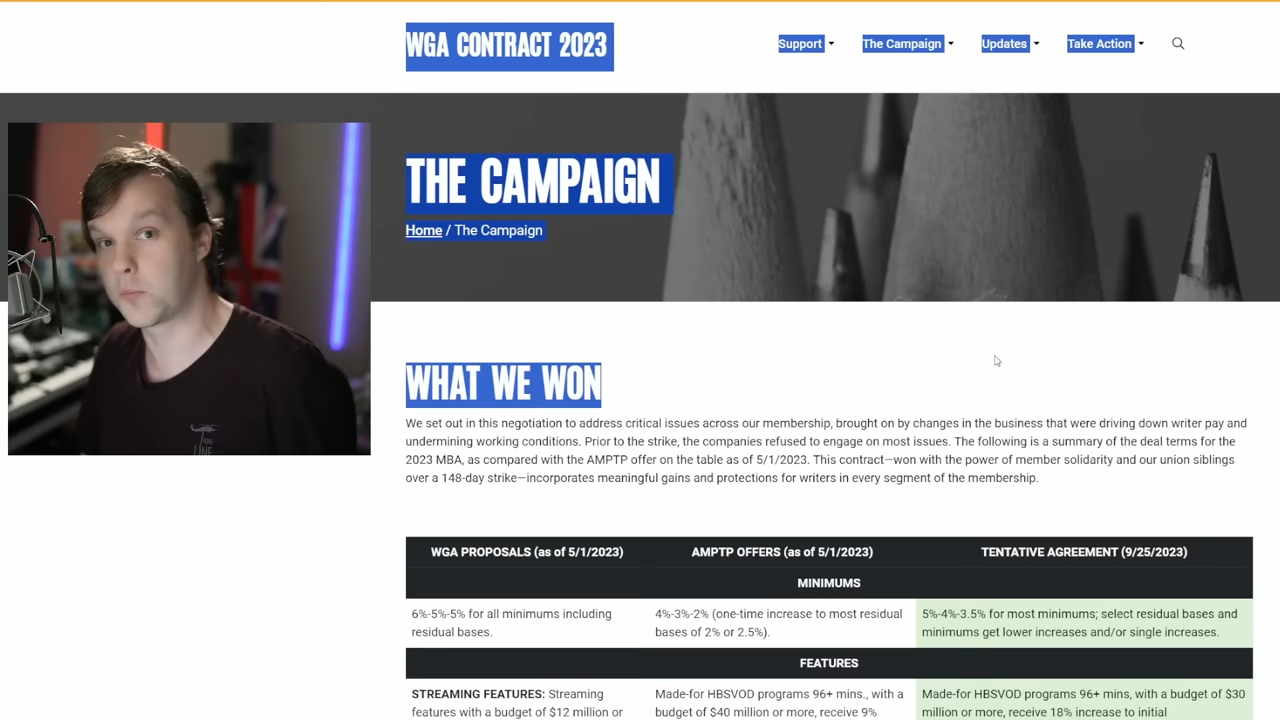 WGA CONTRACT 2023
Support
The Campaign
Updates
Take Action
THE CAMPAIGN
Home / The Campaign
WHAT WE WON
We set out in this negotiation to address critical issues across our membership, brought on by changes in the business that were driving down writer pay and
undermining working conditions. Prior to the strike, the companies refused to engage on most issues. The following is a summary of the deal terms for the
2023 MBA, as compared with the AMPTP offer on the table as of 5/1/2023. This contract—won with the power of member solidarity and our union siblings
over a 148-day strike—incorporates meaningful gains and protections for writers in every segment of the membership.
WGA PROPOSALS (as of 5/1/2023)
AMPTP OFFERS (as of 5/1/2023)
TENTATIVE AGREEMENT (9/25/2023)
MINIMUMS
6%-5%-5% for all minimums including
residual bases.
4%-3%-2% (one-time increase to most residual
bases of 2% or 2.5%).
5%-4%-3.5% for most minimums; select residual bases and
minimums get lower increases and/or single increases.
FEATURES
STREAMING FEATURES: Streaming
features with a budget of $12 million or
Made-for HBSVOD programs 96+ mins., with a
budget of $40 million or more, receive 9%
Made-for HBSVOD programs 96+ mins, with a budget of $30
million or more, receive 18% increase to initial